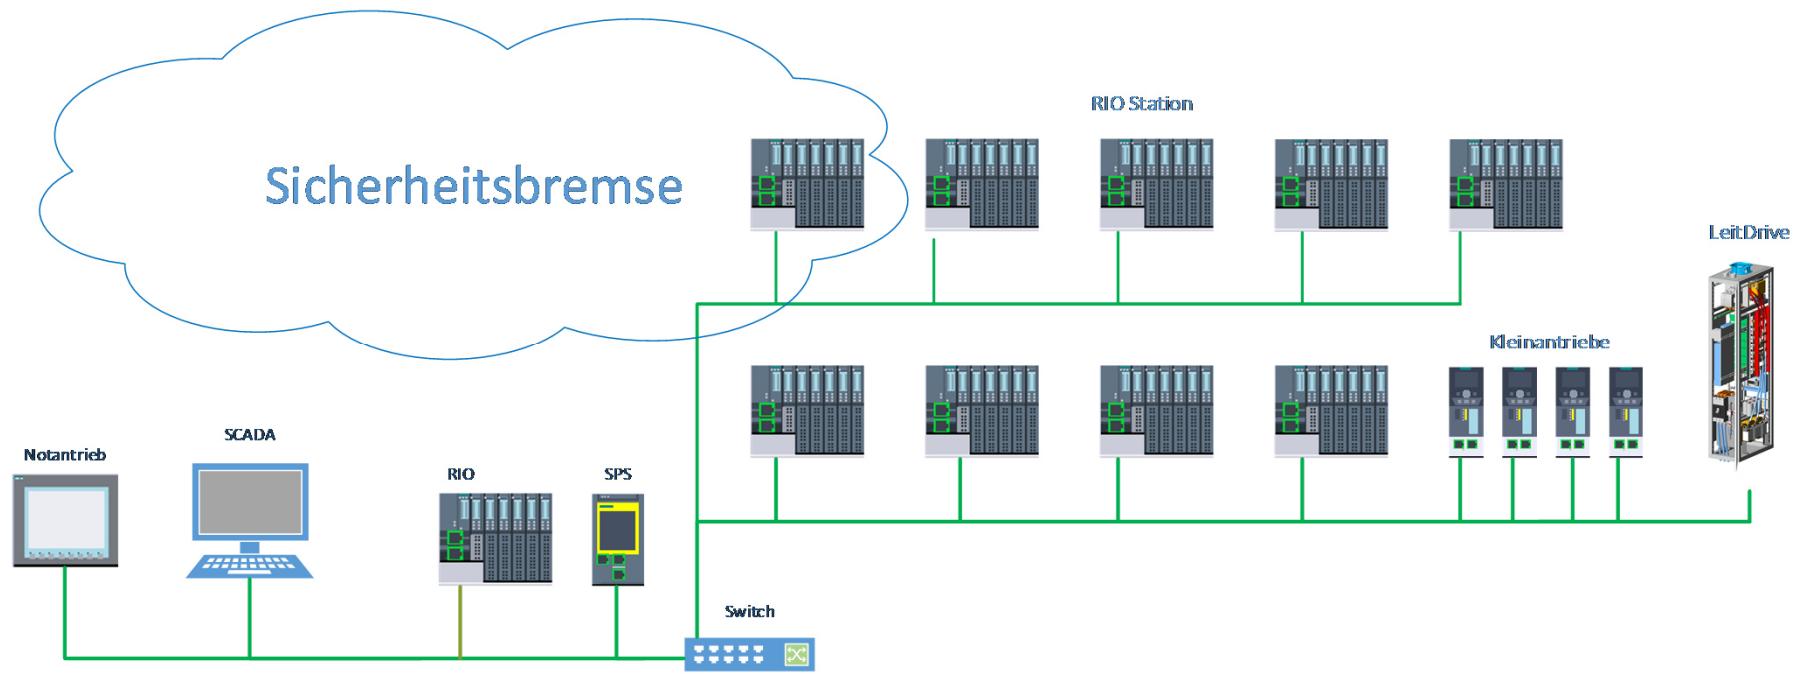 RIO Station
Sicherheitsbremse
LeitDrive
Kleinantriebe
SCADA
Notantrieb
RIO
SPS
Switch